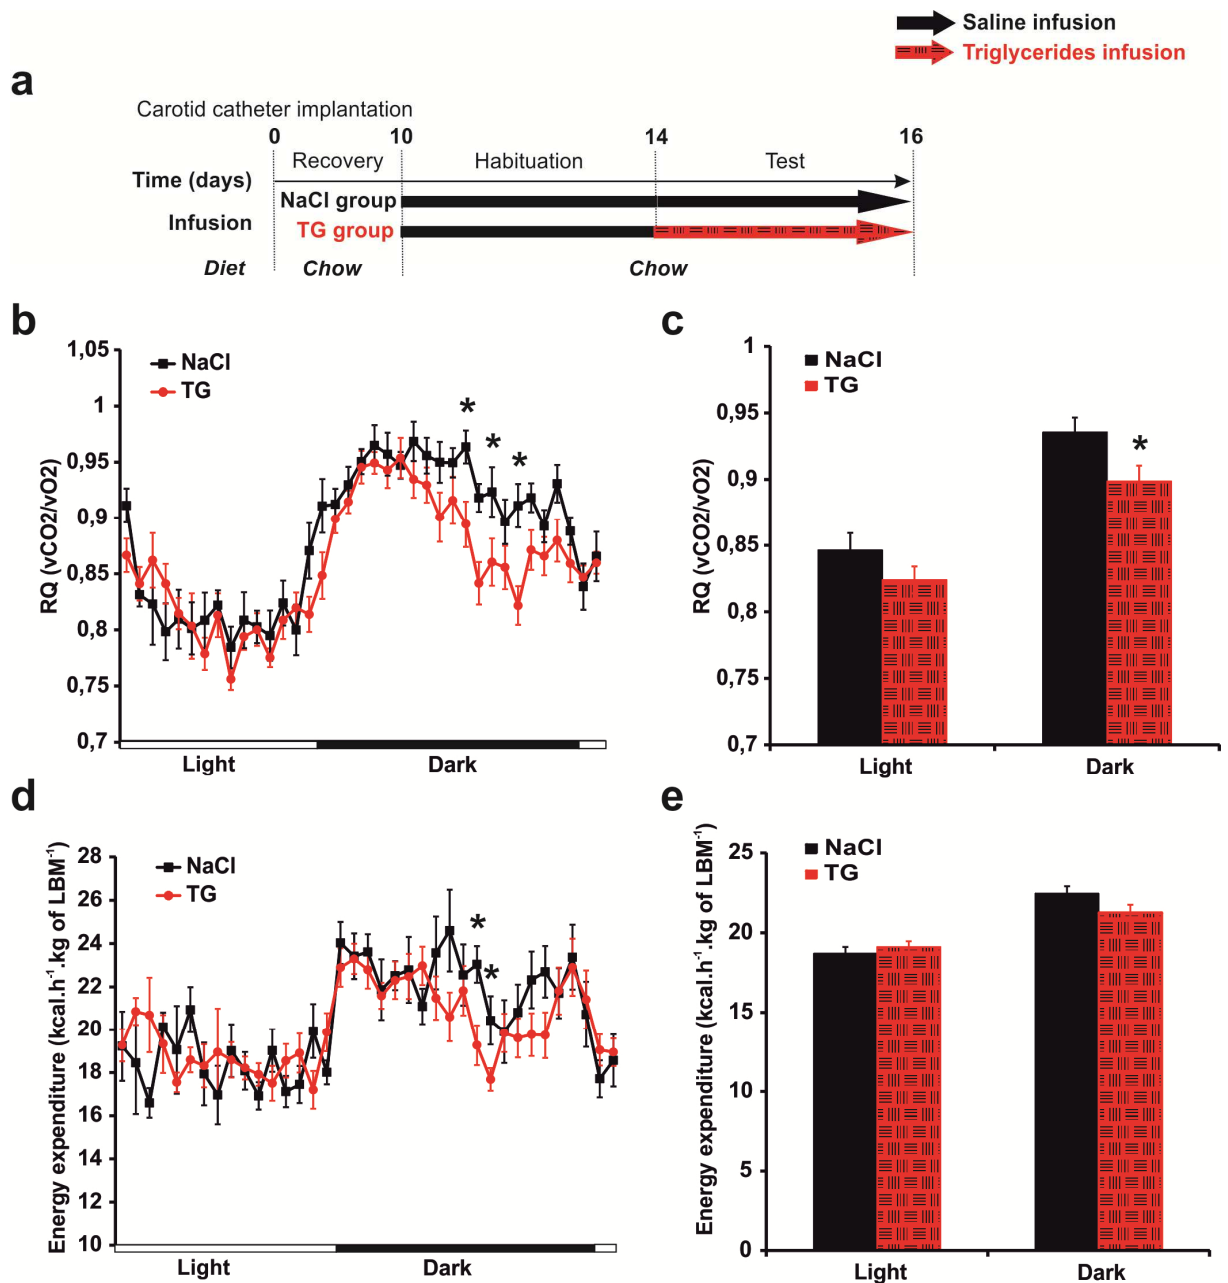 Saline infusion
Triglycerides infusion
a
Carotid catheter implantation
0 10 14 16
Recovery Habituation Test
Time (days)
NaCl group
Infusion
TG group
Diet Chow Chow
b
1,05
1
0,95
0,9
0,85
0,8
0,75
0,7
RQ (vCO2/vO2)
NaCl
TG
*
*
*
Light Dark
c
1
0,95
0,9
0,85
0,8
0,75
0,7
RQ (vCO2/vO2)
NaCl
TG
*
Light Dark
d
28
26
24
22
20
18
16
14
12
10
Energy expenditure (kcal.h⁻¹.kg of LBM⁻¹)
NaCl
TG
*
*
Light Dark
e
25
20
15
10
5
0
Energy expenditure (kcal.h⁻¹.kg of LBM⁻¹)
NaCl
TG
Light Dark